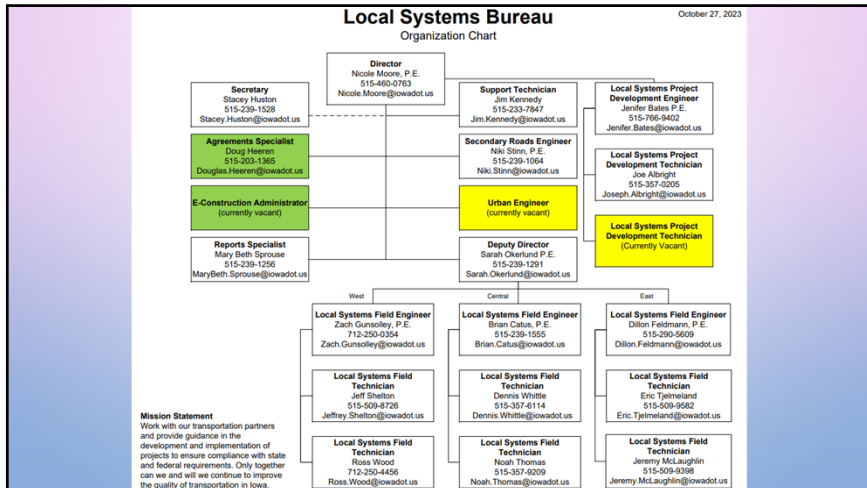 Local Systems Bureau
October 27, 2023
Organization Chart
Director
Nicole Moore, P.E.
515-460-0763
Nicole.Moore@iowadot.us
Secretary
Stacey Huston
515-239-1528
Stacey.Huston@iowadot.us
Support Technician
Jim Kennedy
515-233-7847
Jim.Kennedy@iowadot.us
Local Systems Project
Development Engineer
Jenifer Bates P.E.
515-766-9402
Jenifer.Bates@iowadot.us
Agreements Specialist
Doug Heeren
515-203-1365
Douglas.Heeren@iowadot.us
Secondary Roads Engineer
Niki Stinn, P.E.
515-239-1064
Niki.Stinn@iowadot.us
Local Systems Project
Development Technician
Joe Albright
515-357-0205
Joseph.Albright@iowadot.us
E-Construction Administrator
(currently vacant)
Urban Engineer
(currently vacant)
Local Systems Project
Development Technician
(Currently Vacant)
Reports Specialist
Mary Beth Sprouse
515-239-1256
MaryBeth.Sprouse@iowadot.us
Deputy Director
Sarah Okerlund P.E.
515-239-1291
Sarah.Okerlund@iowadot.us
West
Central
East
Local Systems Field Engineer
Zach Gunsolley, P.E.
712-250-0354
Zach.Gunsolley@iowadot.us
Local Systems Field Engineer
Brian Catus, P.E.
515-239-1555
Brian.Catus@iowadot.us
Local Systems Field Engineer
Dillon Feldmann, P.E.
515-290-5609
Dillon.Feldmann@iowadot.us
Local Systems Field
Technician
Jeff Shelton
515-509-8726
Jeffrey.Shelton@iowadot.us
Local Systems Field
Technician
Dennis Whittle
515-357-6114
Dennis.Whittle@iowadot.us
Local Systems Field
Technician
Eric Tjelmeland
515-509-9582
Eric.Tjelmeland@iowadot.us
Local Systems Field
Technician
Ross Wood
712-250-4456
Ross.Wood@iowadot.us
Local Systems Field
Technician
Noah Thomas
515-357-9209
Noah.Thomas@iowadot.us
Local Systems Field
Technician
Jeremy McLaughlin
515-509-9398
Jeremy.McLaughlin@iowadot.us
Mission Statement
Work with our transportation partners
and provide guidance in the
development and implementation of
projects to ensure compliance with state
and federal requirements. Only together
can we and will we continue to improve
the quality of transportation in Iowa.